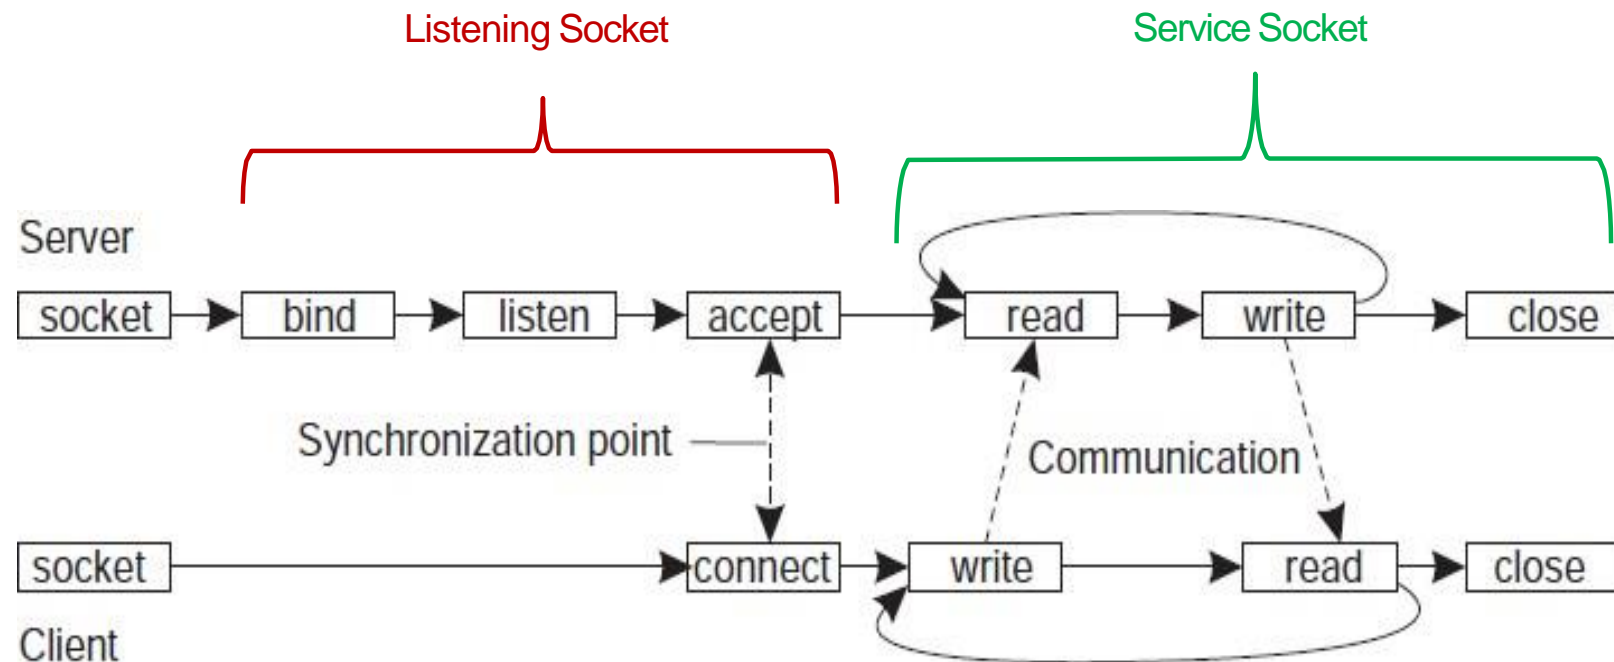 Listening Socket
Service Socket
Server
socket
bind
listen
accept
read
write
close
Synchronization point
Communication
socket
connect
write
read
close
Client